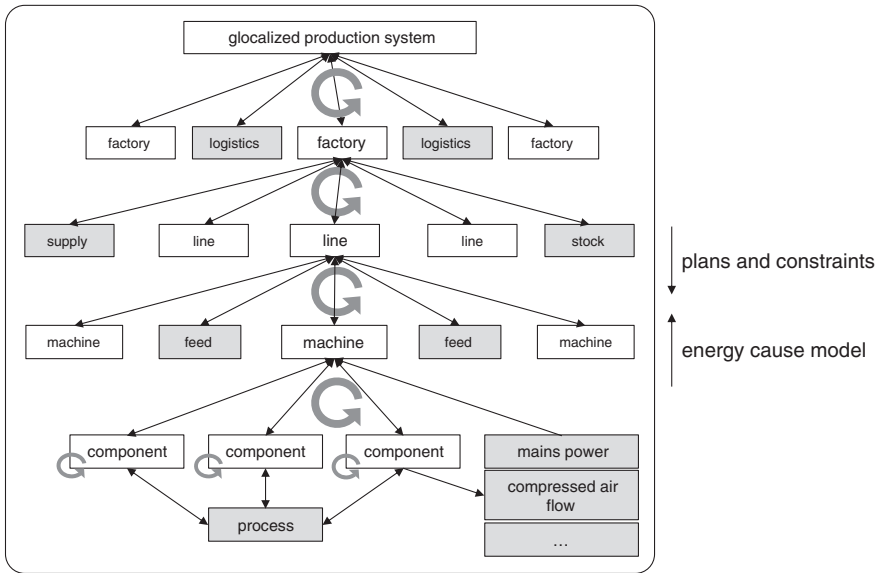 glocalized production system
factory
logistics
factory
logistics
factory
supply
line
line
line
stock
plans and constraints
machine
feed
machine
feed
machine
energy cause model
component
component
component
mains power
compressed air
flow
process
...